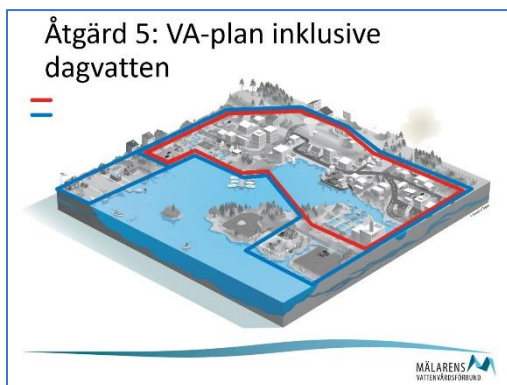 Åtgärd 5: VA-plan inklusive
dagvatten
MÄLARENS
VATTENVÅRDSFÖRBUND